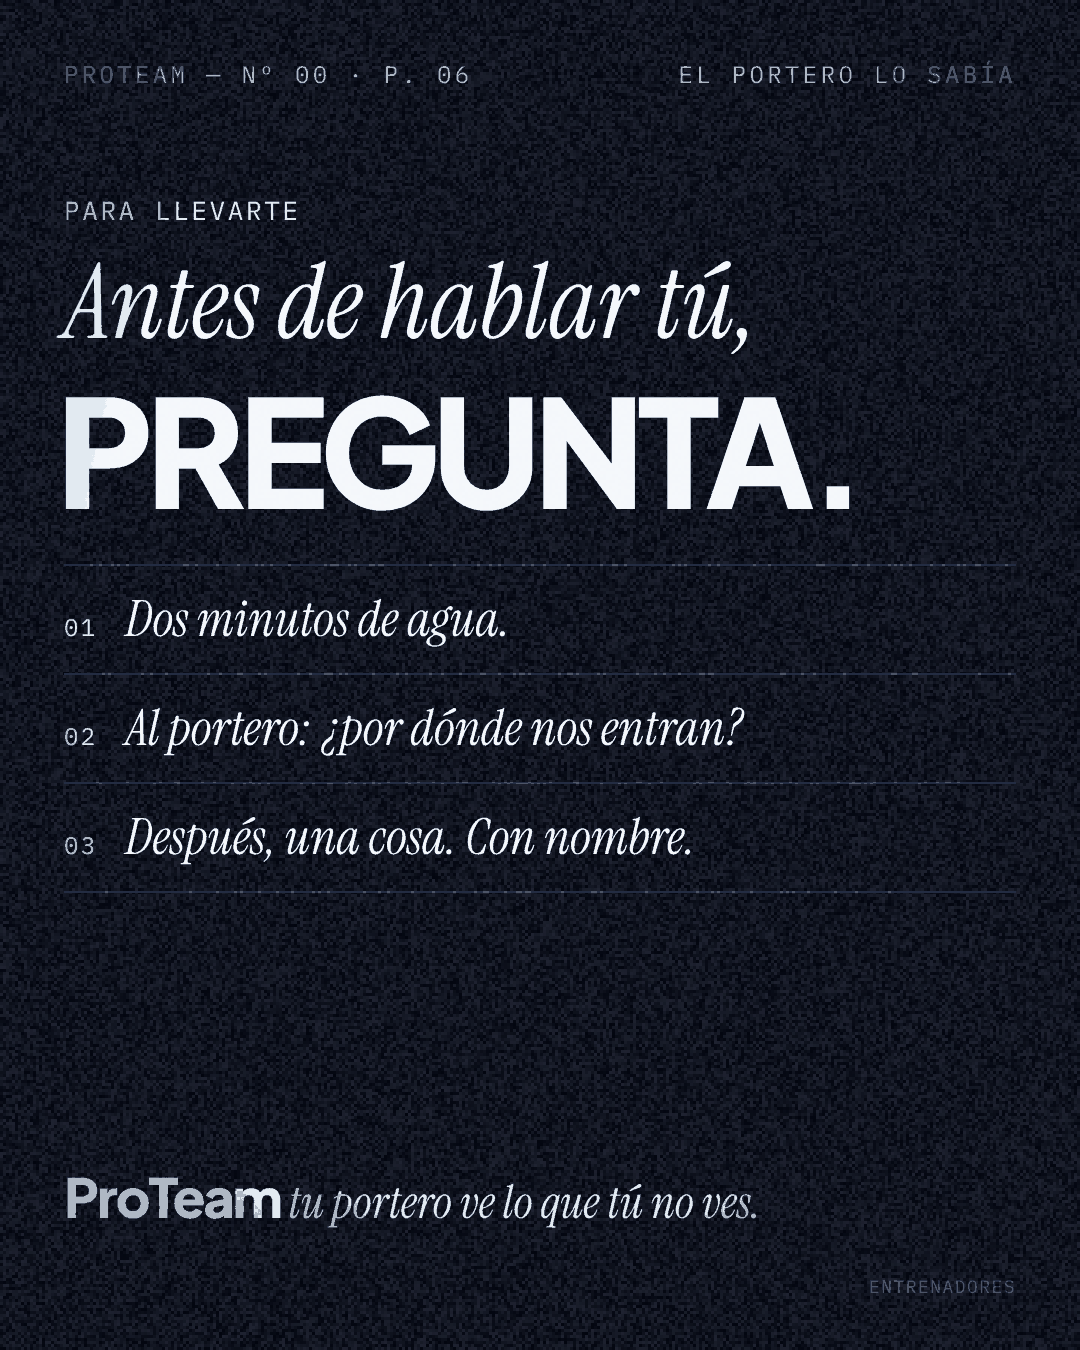 PROTEAM — Nº 00 · P. 06
EL PORTERO LO SABÍA
PARA LLEVARTE
Antes de hablar tú,
PREGUNTA.
01 Dos minutos de agua.
02 Al portero: ¿por dónde nos entran?
03 Después, una cosa. Con nombre.
ProTeam tu portero ve lo que tú no ves.
ENTRENADORES